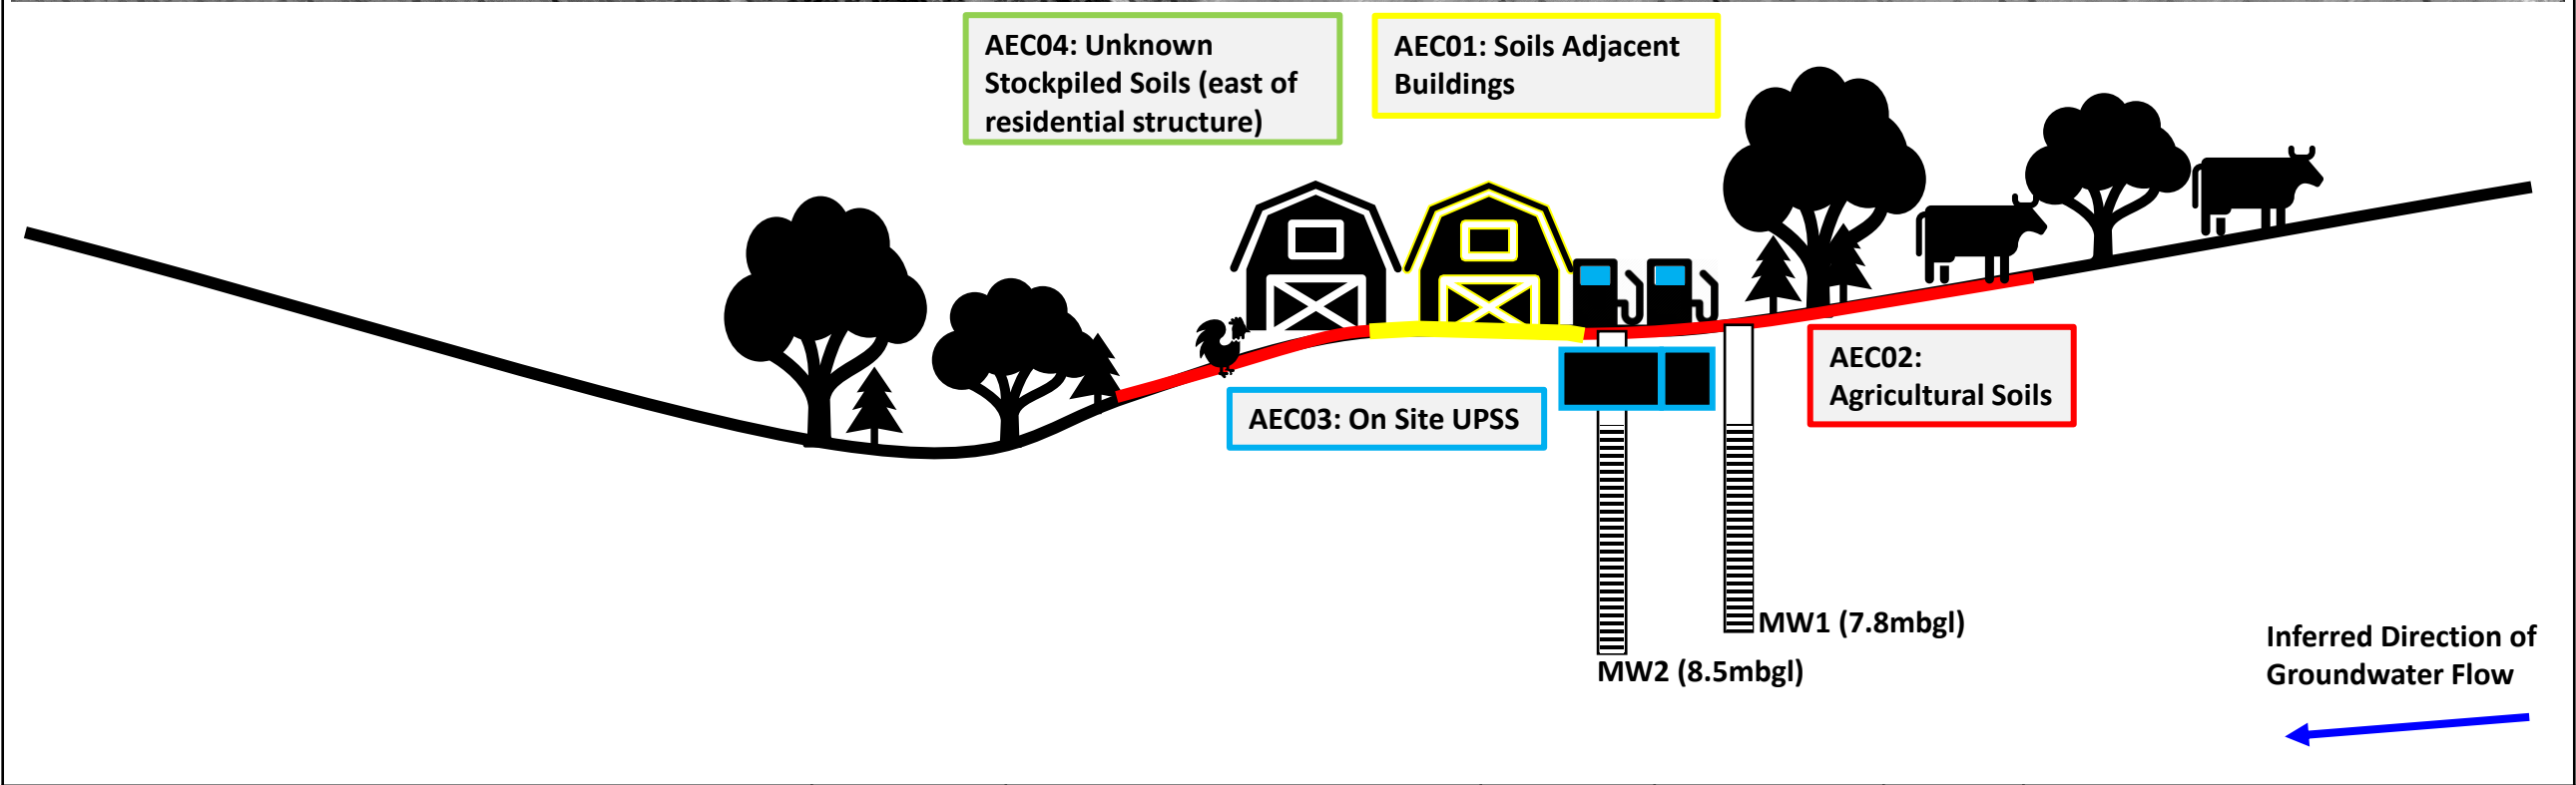 AEC04: Unknown
Stockpiled Soils (east of
residential structure)
AEC01: Soils Adjacent
Buildings
AEC02:
Agricultural Soils
AEC03: On Site UPSS
MW1 (7.8mbgl)
MW2 (8.5mbgl)
Inferred Direction of
Groundwater Flow